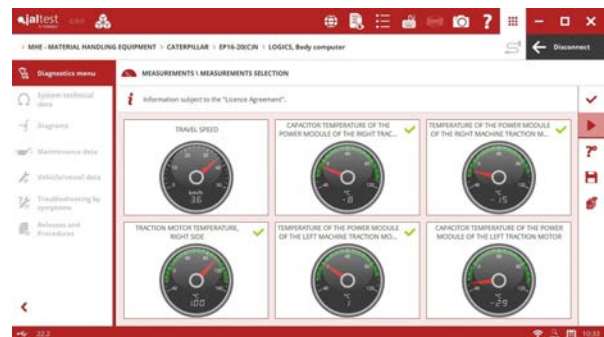 jaltest
MHE - MATERIAL HANDLING EQUIPMENT > CATERPILLAR > EP16-20(C)N > LOGICS, Body computer
Disconnect
Diagnostics menu
MEASUREMENTS \ MEASUREMENTS SELECTION
System technical data
Information subject to the "Licence Agreement".
Diagrams
Maintenance data
Vehicle/vessel data
Troubleshooting by symptoms
Releases and Procedures
TRAVEL SPEED
km/h
36
CAPACITOR TEMPERATURE OF THE
POWER MODULE OF THE RIGHT TRAC...
°C
-8
TEMPERATURE OF THE POWER MODULE
OF THE RIGHT MACHINE TRACTION M...
°C
-15
TRACTION MOTOR TEMPERATURE,
RIGHT SIDE
°C
100
TEMPERATURE OF THE POWER MODULE
OF THE LEFT MACHINE TRACTION MO...
°C
1
CAPACITOR TEMPERATURE OF THE POWER
MODULE OF THE LEFT TRACTION MOTOR
°C
-29
22.2
10:32